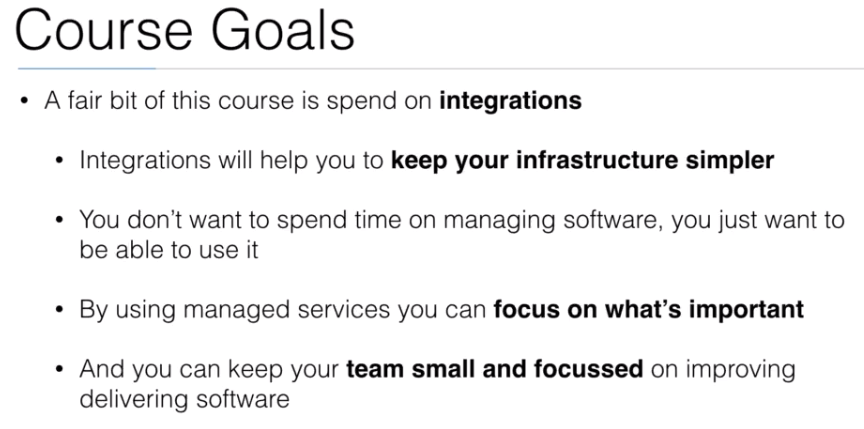 Course Goals
• A fair bit of this course is spend on integrations
• Integrations will help you to keep your infrastructure simpler
• You don't want to spend time on managing software, you just want to
be able to use it
• By using managed services you can focus on what's important
• And you can keep your team small and focussed on improving
delivering software